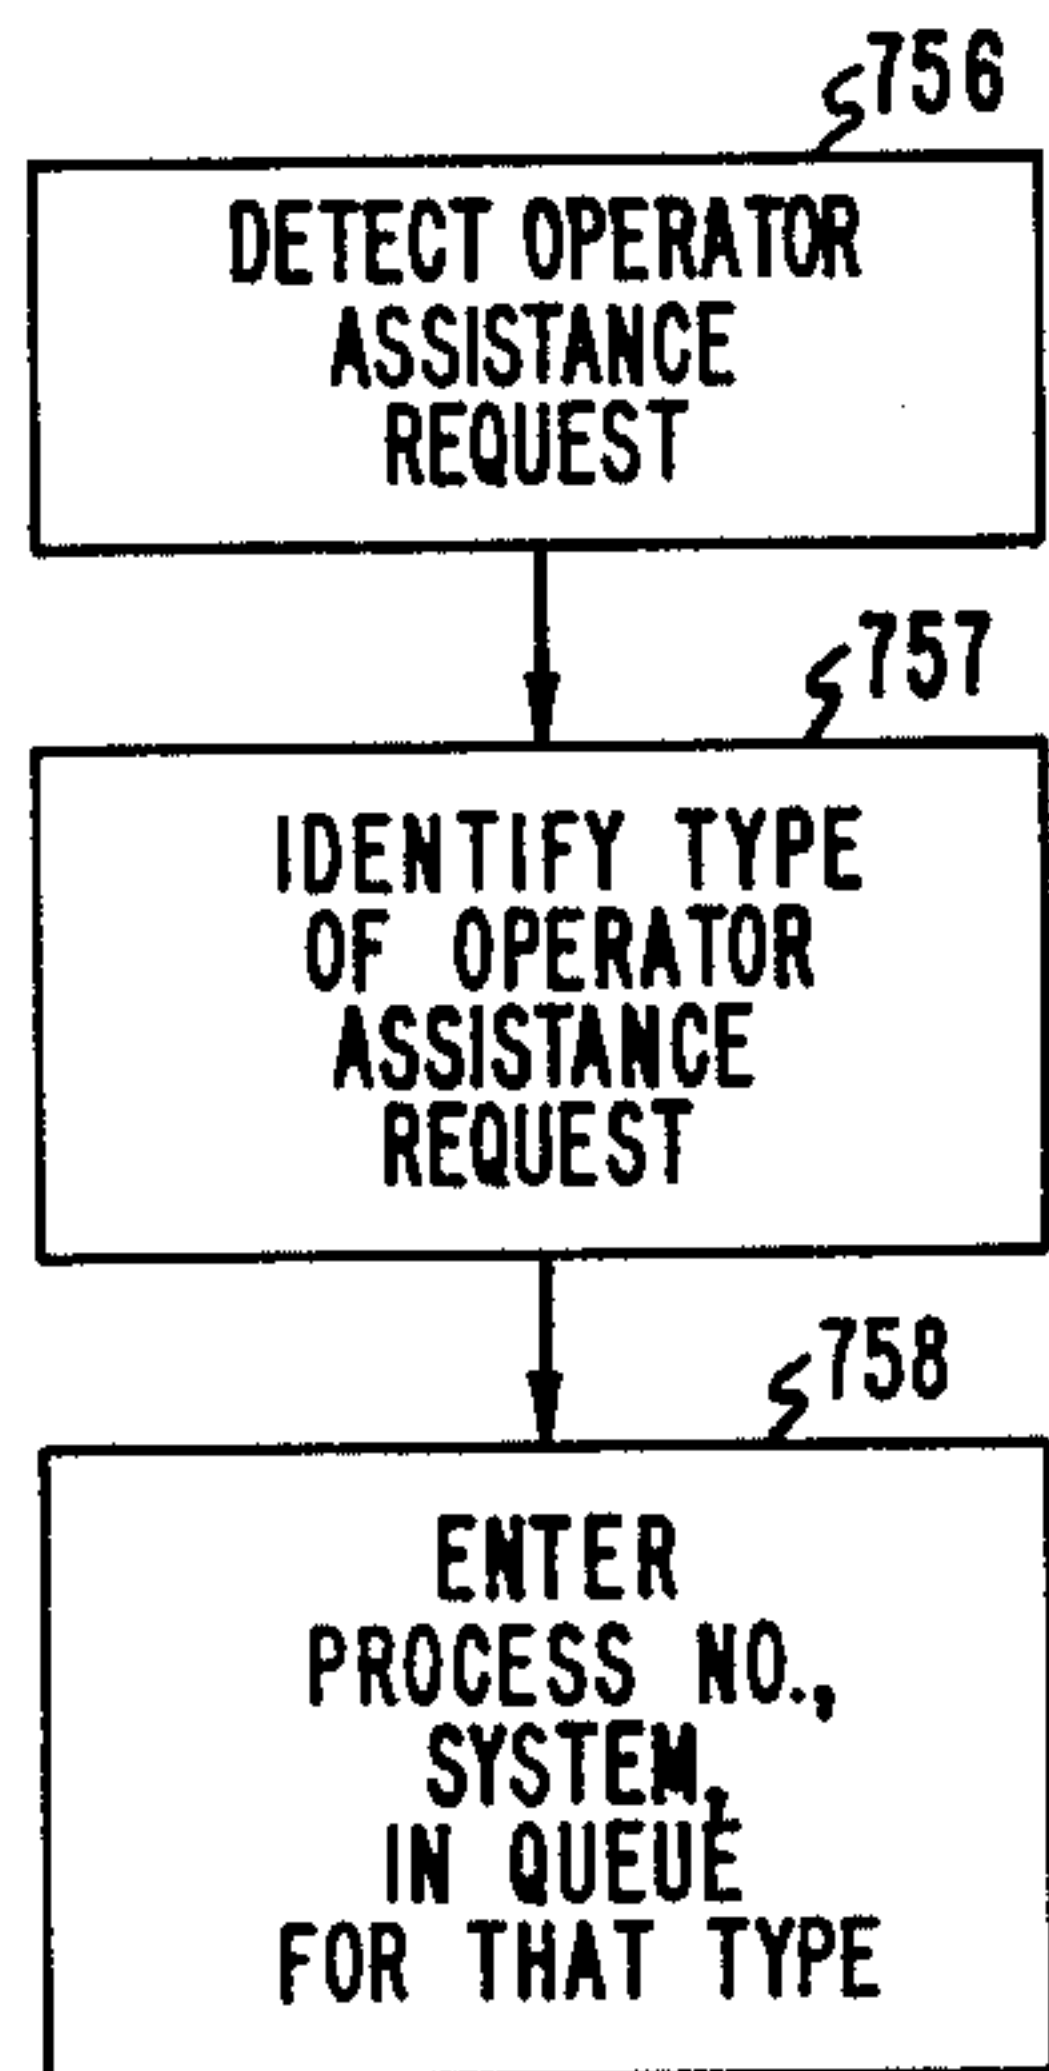 756
DETECT OPERATOR
ASSISTANCE
REQUEST
757
IDENTIFY TYPE
OF OPERATOR
ASSISTANCE
REQUEST
758
ENTER
PROCESS NO.,
SYSTEM,
IN QUEUE
FOR THAT TYPE